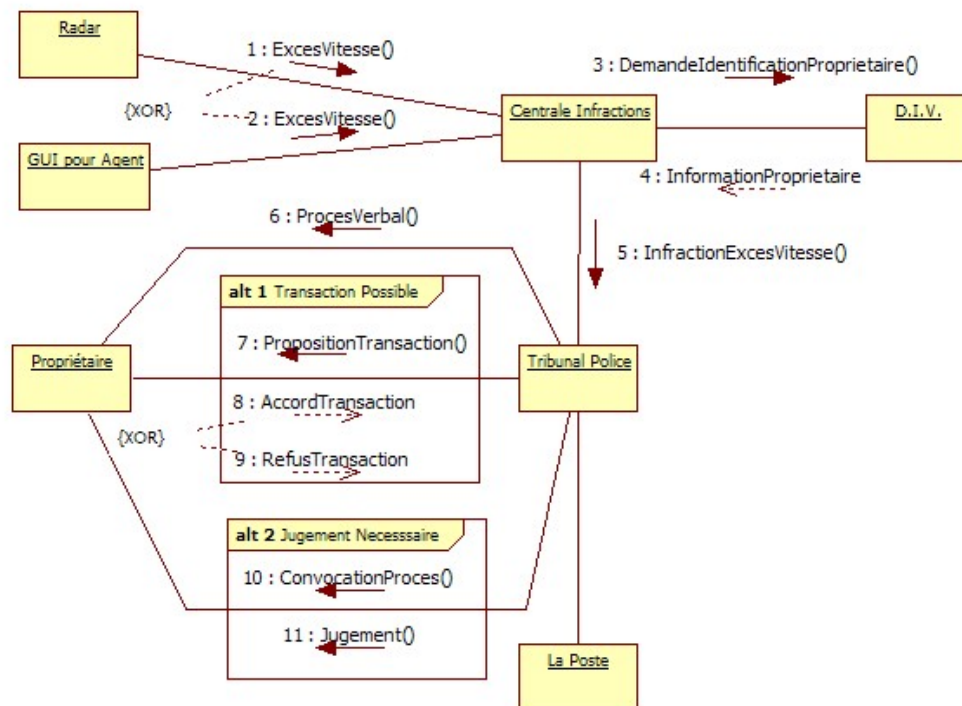 Radar
1 : ExcesVitesse()
3 : DemandeIdentificationProprietaire()
{XOR}
2 : ExcesVitesse()
Centrale Infractions
D.I.V.
GUI pour Agent
4 : InformationProprietaire
6 : ProcesVerbal()
5 : InfractionExcesVitesse()
alt 1 Transaction Possible
7 : PropositionTransaction()
Propriétaire
Tribunal Police
8 : AccordTransaction
{XOR}
9 : RefusTransaction
alt 2 Jugement Necesssaire
10 : ConvocationProces()
11 : Jugement()
La Poste